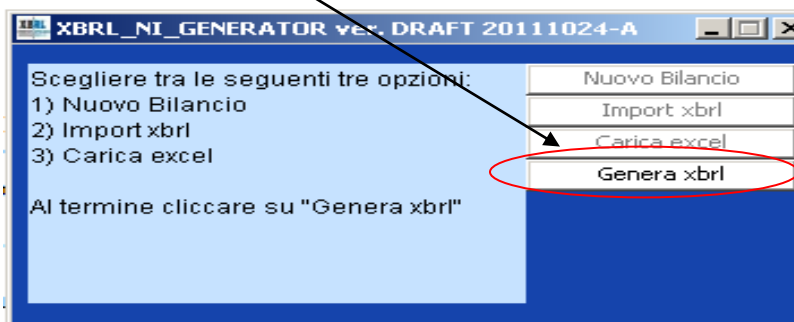 XBRL_NI_GENERATOR ver. DRAFT 20111024-A
Scegliere tra le seguenti tre opzioni:
1) Nuovo Bilancio
2) Import xbrl
3) Carica excel
Al termine cliccare su "Genera xbrl"
Nuovo Bilancio
Import xbrl
Carica excel
Genera xbrl